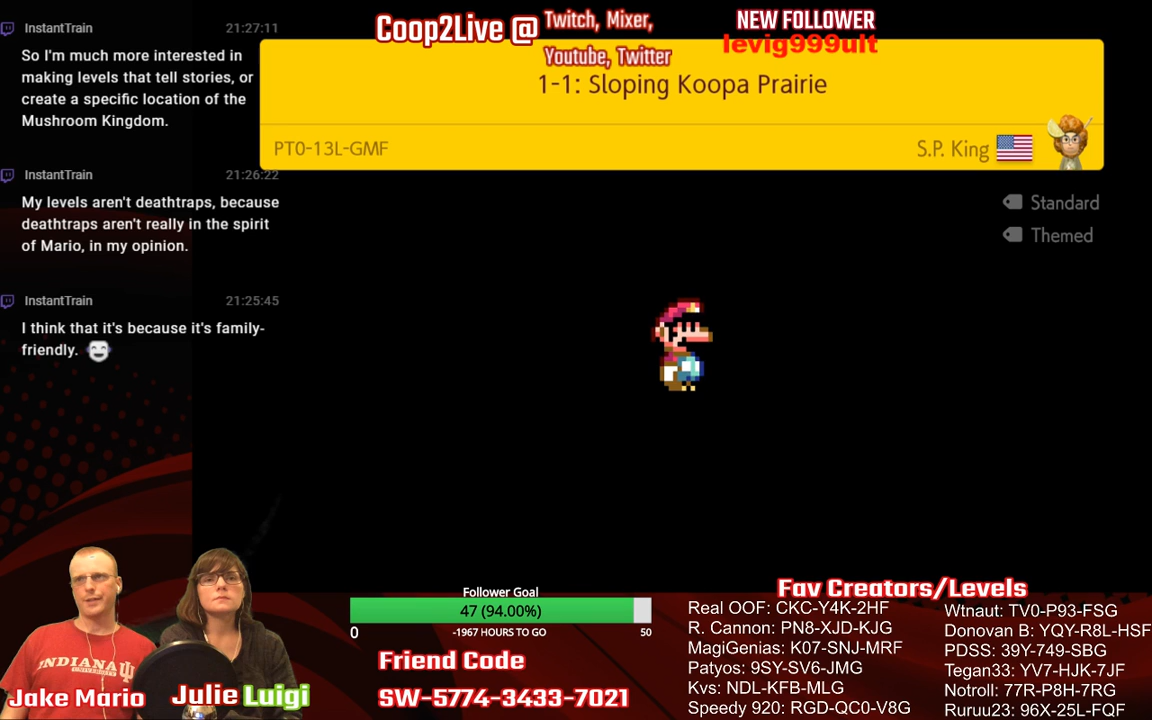 InstantTrain 21:27:11
So I'm much more interested in
making levels that tell stories, or
create a specific location of the
Mushroom Kingdom.
InstantTrain 21:26:22
My levels aren't deathtraps, because
deathtraps aren't really in the spirit
of Mario, in my opinion.
InstantTrain 21:25:45
I think that it's because it's family-
friendly.
Coop2Live @ Twitch, Mixer,
Youtube, Twitter
NEW FOLLOWER
levig999ult
1-1: Sloping Koopa Prairie
PT0-13L-GMF
S.P. King
Standard
Themed
INDIANA
Jake Mario
Julie Luigi
Follower Goal
47 (94.00%)
0 -1967 HOURS TO GO 50
Friend Code
SW-5774-3433-7021
Fav Creators/Levels
Real OOF: CKC-Y4K-2HF
R. Cannon: PN8-XJD-KJG
MagiGenias: K07-SNJ-MRF
Patyos: 9SY-SV6-JMG
Kvs: NDL-KFB-MLG
Speedy 920: RGD-QC0-V8G
Wtnaut: TV0-P93-FSG
Donovan B: YQY-R8L-HSF
PDSS: 39Y-749-SBG
Tegan33: YV7-HJK-7JF
Notroll: 77R-P8H-7RG
Ruruu23: 96X-25L-FQF